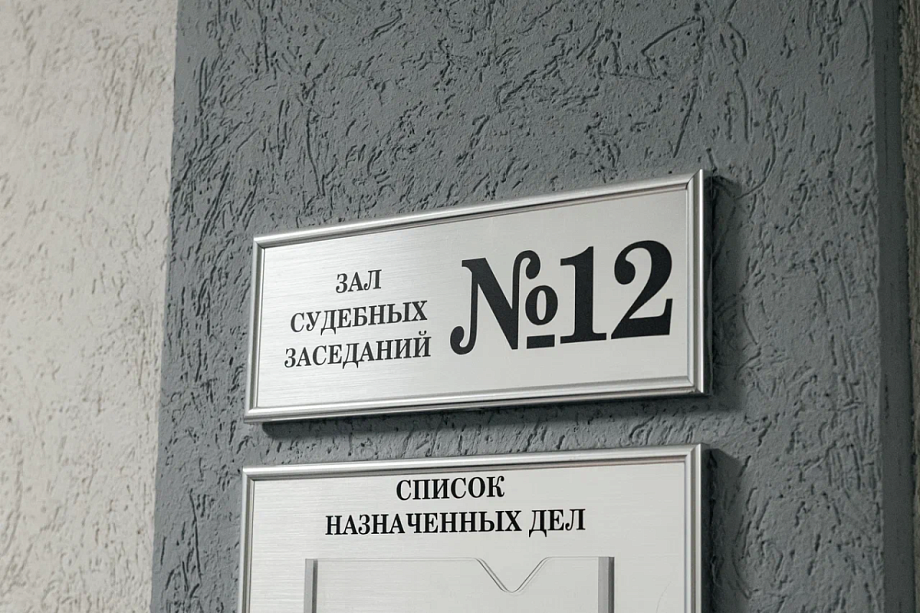 ЗАЛ
СУДЕБНЫХ
ЗАСЕДАНИЙ
№12
СПИСОК
НАЗНАЧЕННЫХ ДЕЛ